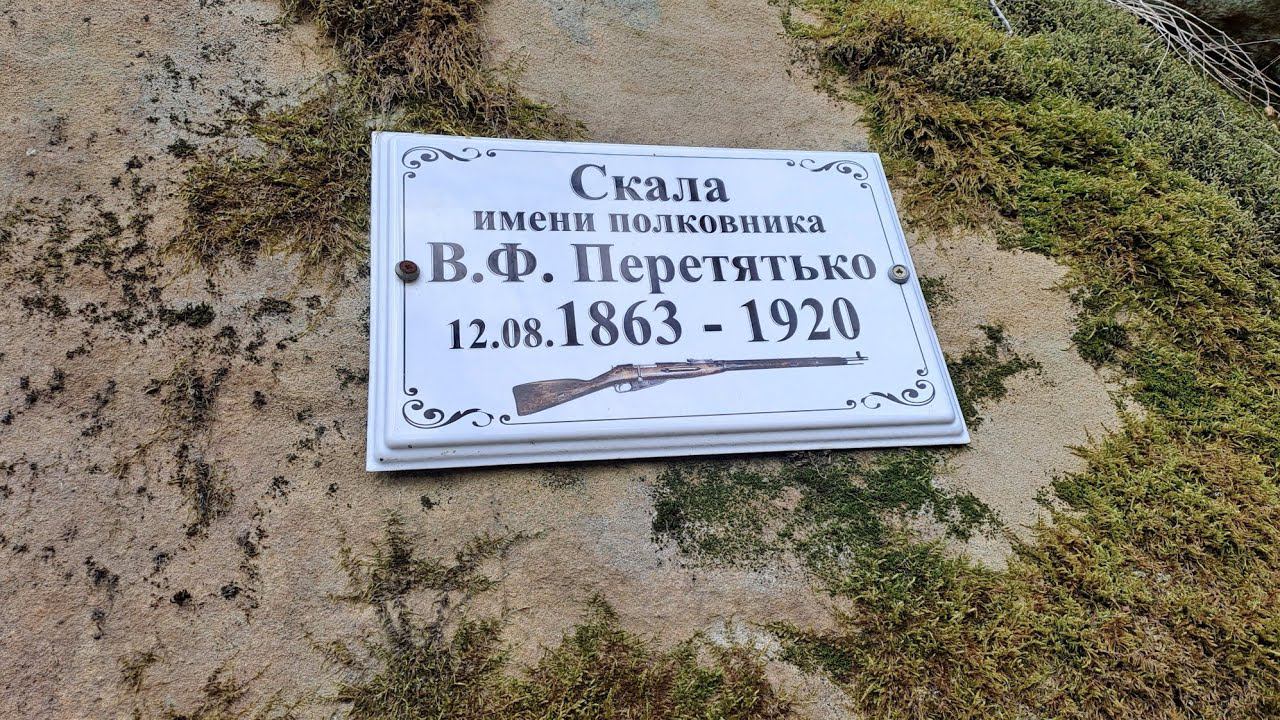 Скала
имени полковника
В.Ф. Перетятько
12.08.1863 - 1920